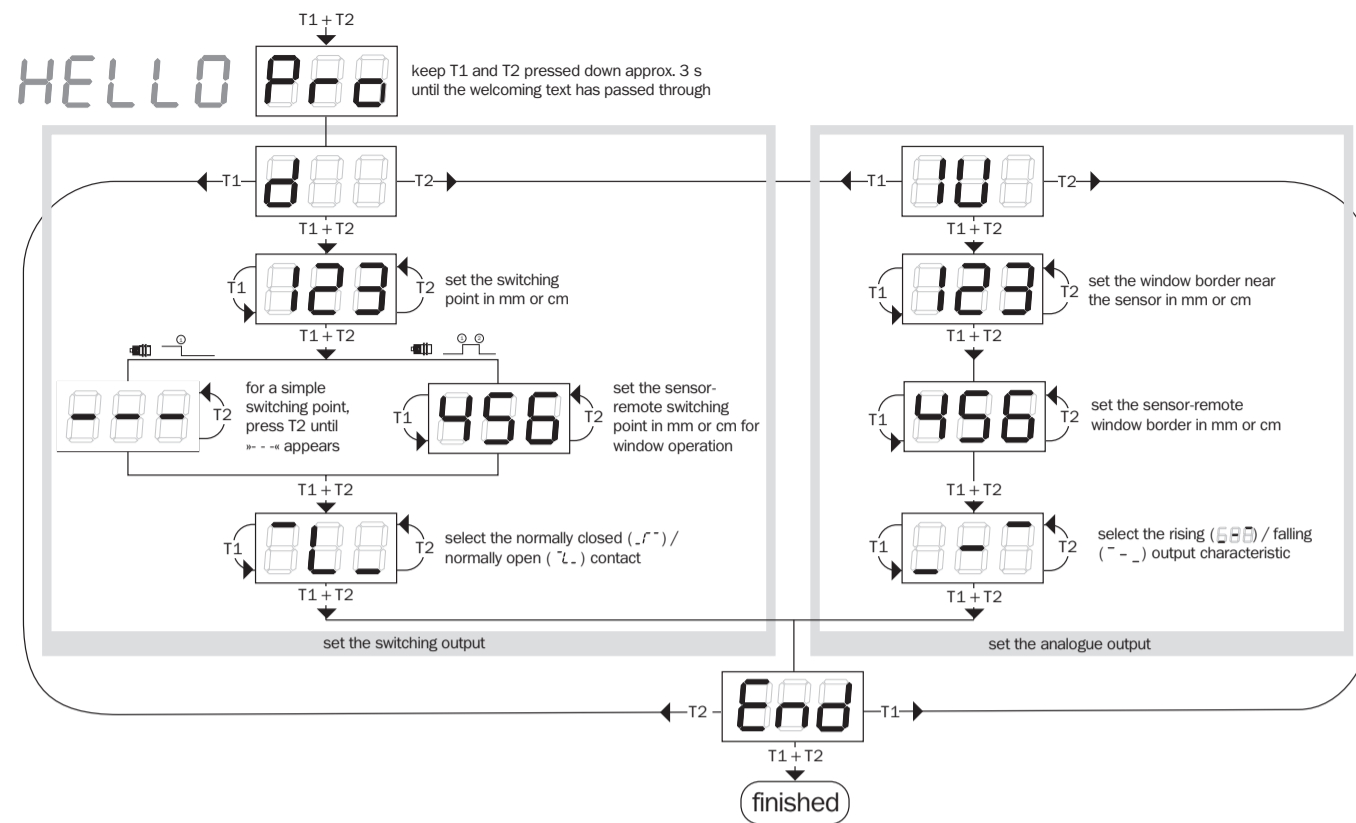 T1 + T2
HELLO
Pro
keep T1 and T2 pressed down approx. 3 s
until the welcoming text has passed through
T1
d
T2
T1 + T2
T1
123
T2
set the switching
point in mm or cm
T1 + T2
1
1 2
- - -
T2
for a simple
switching point,
press T2 until
»- - -« appears
T1
456
T2
set the sensor-
remote switching
point in mm or cm for
window operation
T1 + T2
T1
T2
select the normally closed ( ) /
normally open ( ) contact
T1 + T2
set the switching output
T1
IU
T2
T1 + T2
T1
123
T2
set the window border near
the sensor in mm or cm
T1 + T2
T1
456
T2
set the sensor-remote
window border in mm or cm
T1 + T2
T1
T2
select the rising ( ) / falling
( ) output characteristic
T1 + T2
set the analogue output
T2
End
T1
T1 + T2
finished